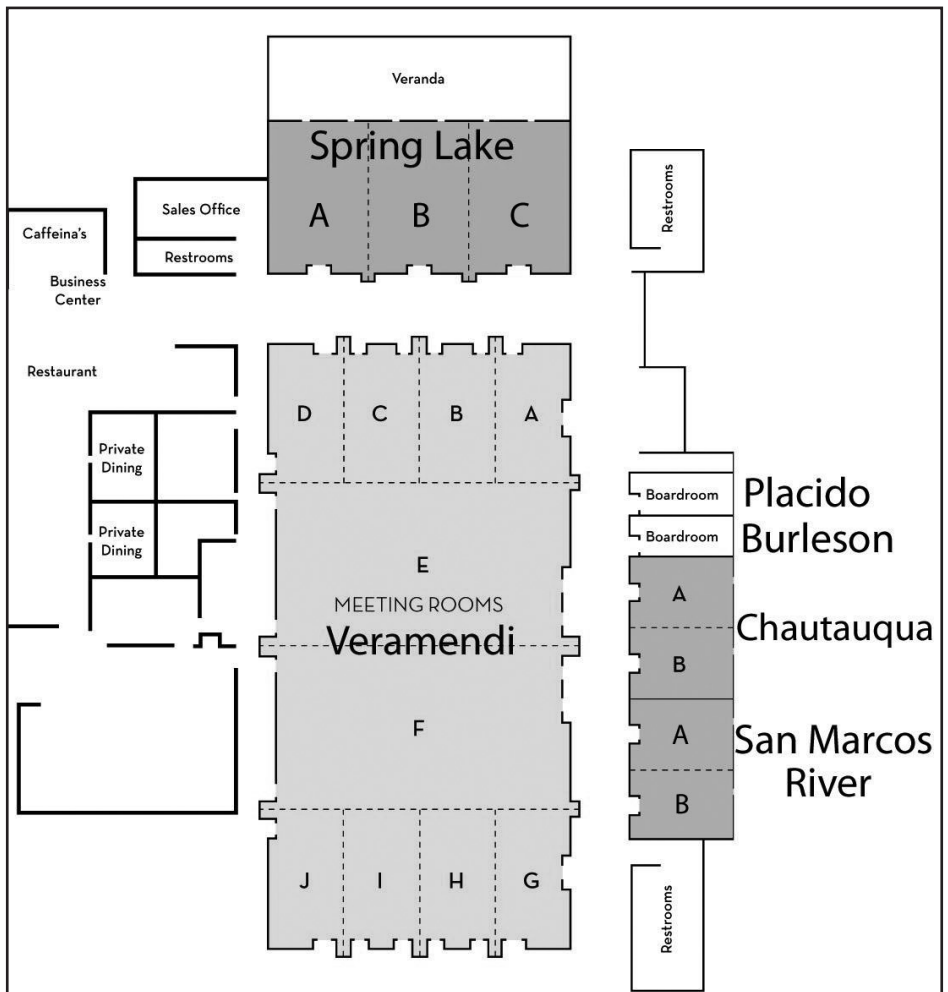 Veranda
Spring Lake
A B C
Sales Office
Restrooms
Caffeina's
Business
Center
Restrooms
Restaurant
Private
Dining
Private
Dining
D C B A
E
MEETING ROOMS
Veramendi
F
J I H G
Boardroom
Placido
Boardroom
Burleson
A
Chautauqua
B
A
San Marcos
River
B
Restrooms